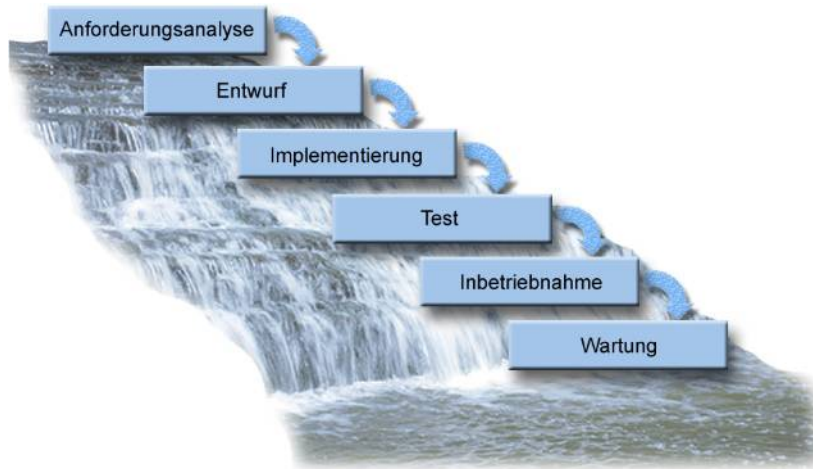 Anforderungsanalyse
Entwurf
Implementierung
Test
Inbetriebnahme
Wartung